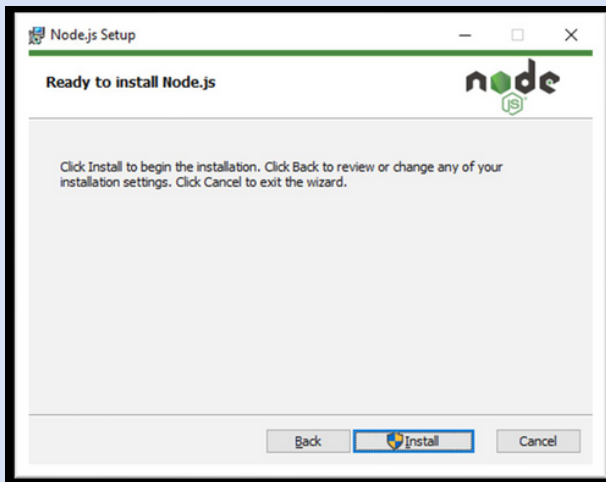 Node.js Setup
Ready to install Node.js
node
JS
Click Install to begin the installation. Click Back to review or change any of your
installation settings. Click Cancel to exit the wizard.
Back
Install
Cancel